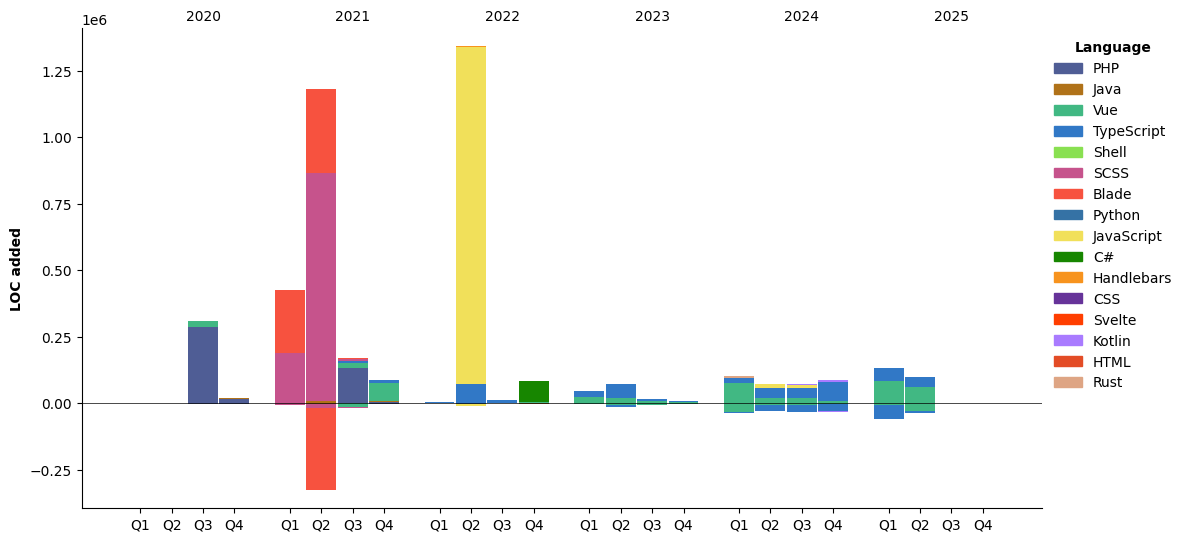 2020 2021 2022 2023 2024 2025
1e6
1.25
1.00
0.75
0.50
0.25
0.00
−0.25
LOC added
Q1 Q2 Q3 Q4 Q1 Q2 Q3 Q4 Q1 Q2 Q3 Q4 Q1 Q2 Q3 Q4 Q1 Q2 Q3 Q4 Q1 Q2 Q3 Q4
Language
PHP
Java
Vue
TypeScript
Shell
SCSS
Blade
Python
JavaScript
C#
Handlebars
CSS
Svelte
Kotlin
HTML
Rust